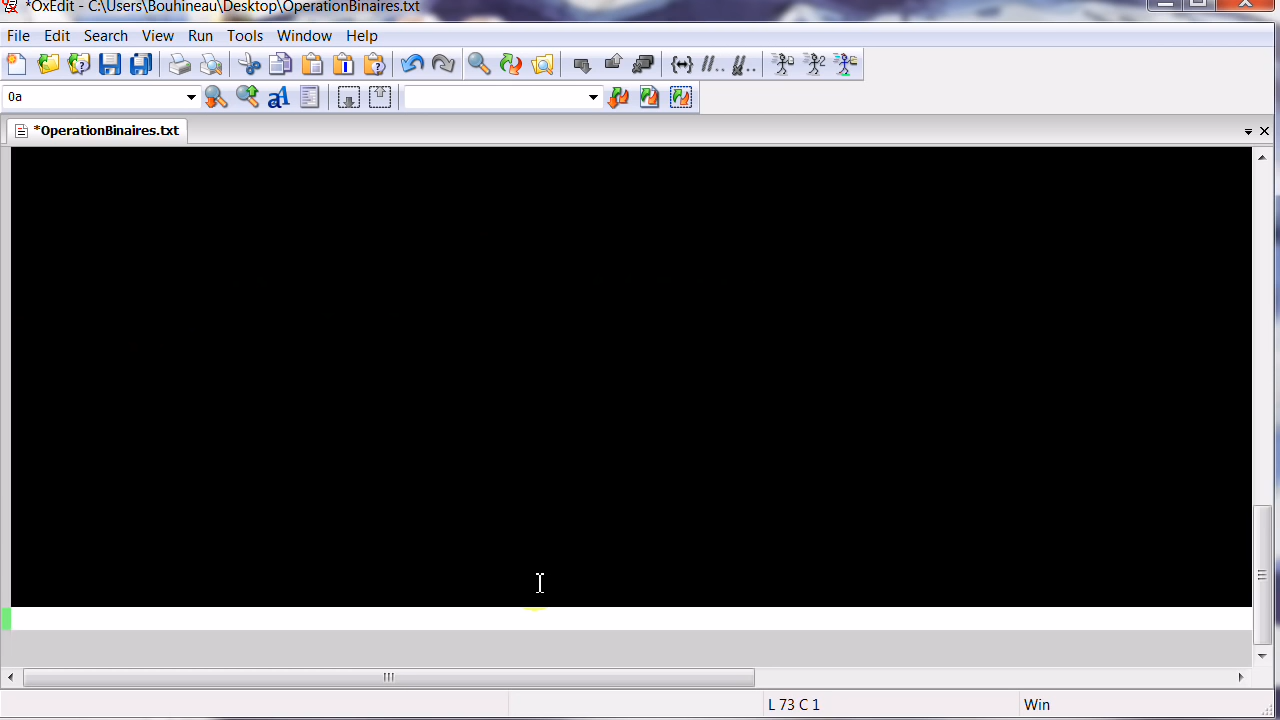 *OxEdit - C:\Users\Bouhineau\Desktop\OperationBinaires.txt
File Edit Search View Run Tools Window Help
0a
*OperationBinaires.txt
L 73 C 1 Win